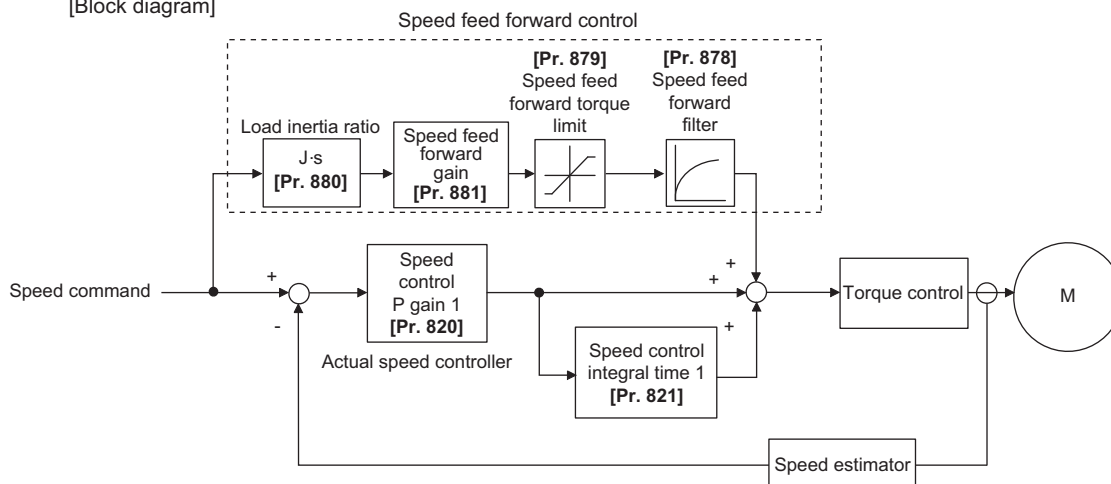 [Block diagram]
Speed feed forward control
[Pr. 879]
Speed feed
forward torque
limit
[Pr. 878]
Speed feed
forward
filter
Load inertia ratio
J·s
[Pr. 880]
Speed feed
forward
gain
[Pr. 881]
Speed command
+
-
Speed
control
P gain 1
[Pr. 820]
Actual speed controller
+
+
+
Speed control
integral time 1
[Pr. 821]
Torque control
M
Speed estimator